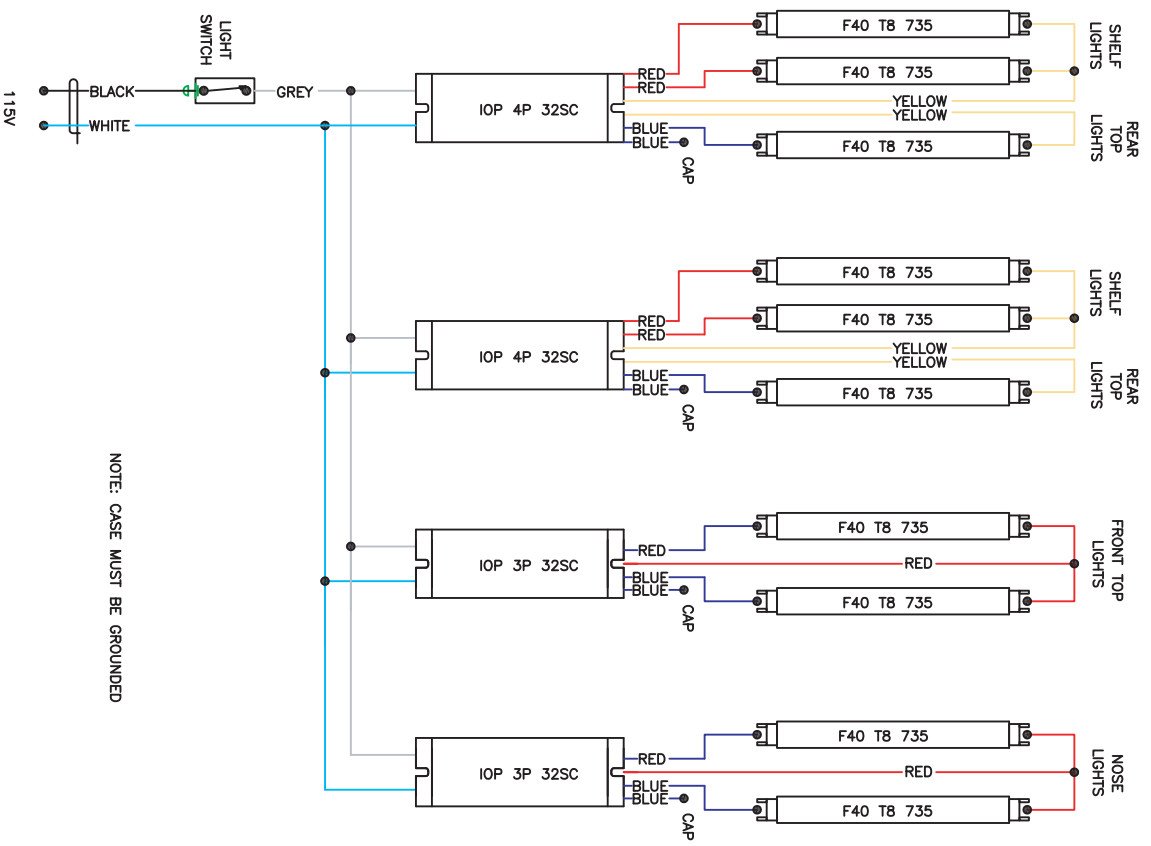 LIGHT
SWITCH
115V
BLACK
WHITE
GREY
IOP 4P 32SC
RED
RED
YELLOW
YELLOW
BLUE
BLUE
CAP
F40 T8 735
F40 T8 735
F40 T8 735
SHELF
LIGHTS
REAR
TOP
LIGHTS
IOP 4P 32SC
RED
RED
YELLOW
YELLOW
BLUE
BLUE
CAP
F40 T8 735
F40 T8 735
F40 T8 735
SHELF
LIGHTS
REAR
TOP
LIGHTS
IOP 3P 32SC
RED
RED
BLUE
BLUE
CAP
F40 T8 735
F40 T8 735
FRONT TOP
LIGHTS
IOP 3P 32SC
RED
RED
BLUE
BLUE
CAP
F40 T8 735
F40 T8 735
NOSE
LIGHTS
NOTE: CASE MUST BE GROUNDED